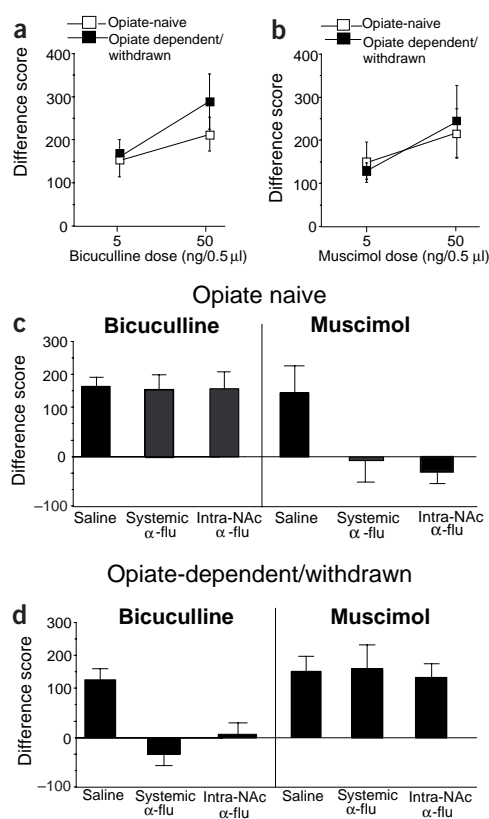 a
Opiate-naive
Opiate dependent/
withdrawn
Difference score
400
300
200
100
0
5
50
Bicuculline dose (ng/0.5 µl)
b
Opiate-naive
Opiate dependent/
withdrawn
Difference score
400
300
200
100
0
5
50
Muscimol dose (ng/0.5 µl)
Opiate naive
c
Bicuculline
Muscimol
Difference score
300
200
100
0
–100
Saline
Systemic
α-flu
Intra-NAc
α-flu
Saline
Systemic
α-flu
Intra-NAc
α-flu
Opiate-dependent/withdrawn
d
Bicuculline
Muscimol
Difference score
300
200
100
0
–100
Saline
Systemic
α-flu
Intra-NAc
α-flu
Saline
Systemic
α-flu
Intra-NAc
α-flu